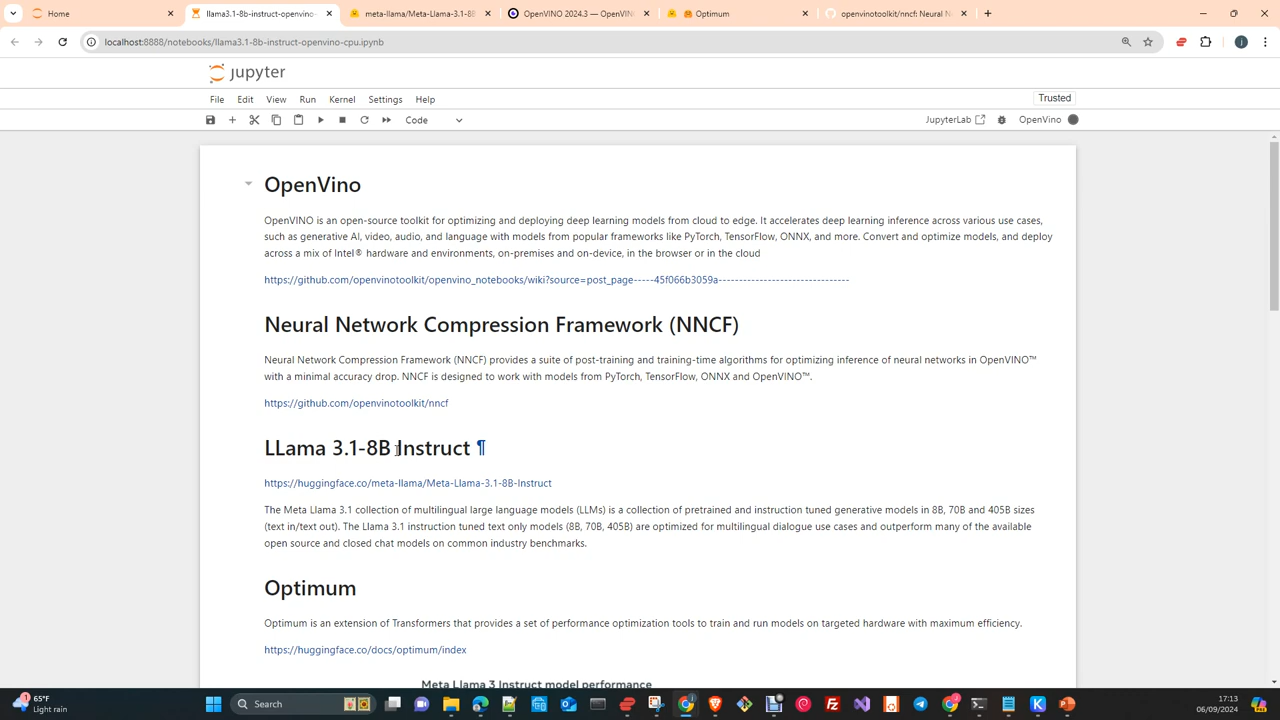 Home
llama3.1-8b-instruct-openvino-
meta-llama/Meta-Llama-3.1-8B
OpenVINO 2024.3 — OpenVIN
Optimum
openvinotoolkit/nncf: Neural N
localhost:8888/notebooks/llama3.1-8b-instruct-openvino-cpu.ipynb
jupyter
File Edit View Run Kernel Settings Help
Trusted
Code
JupyterLab
OpenVino
OpenVino
OpenVINO is an open-source toolkit for optimizing and deploying deep learning models from cloud to edge. It accelerates deep learning inference across various use cases,
such as generative AI, video, audio, and language with models from popular frameworks like PyTorch, TensorFlow, ONNX, and more. Convert and optimize models, and deploy
across a mix of Intel® hardware and environments, on-premises and on-device, in the browser or in the cloud
https://github.com/openvinotoolkit/openvino_notebooks/wiki?source=post_page-----45f066b3059a--------------------------------
Neural Network Compression Framework (NNCF)
Neural Network Compression Framework (NNCF) provides a suite of post-training and training-time algorithms for optimizing inference of neural networks in OpenVINO™
with a minimal accuracy drop. NNCF is designed to work with models from PyTorch, TensorFlow, ONNX and OpenVINO™.
https://github.com/openvinotoolkit/nncf
LLama 3.1-8B Instruct ¶
https://huggingface.co/meta-llama/Meta-Llama-3.1-8B-Instruct
The Meta Llama 3.1 collection of multilingual large language models (LLMs) is a collection of pretrained and instruction tuned generative models in 8B, 70B and 405B sizes
(text in/text out). The Llama 3.1 instruction tuned text only models (8B, 70B, 405B) are optimized for multilingual dialogue use cases and outperform many of the available
open source and closed chat models on common industry benchmarks.
Optimum
Optimum is an extension of Transformers that provides a set of performance optimization tools to train and run models on targeted hardware with maximum efficiency.
https://huggingface.co/docs/optimum/index
Meta Llama 3 Instruct model performance
65°F
Light rain
Search
17:13
06/09/2024